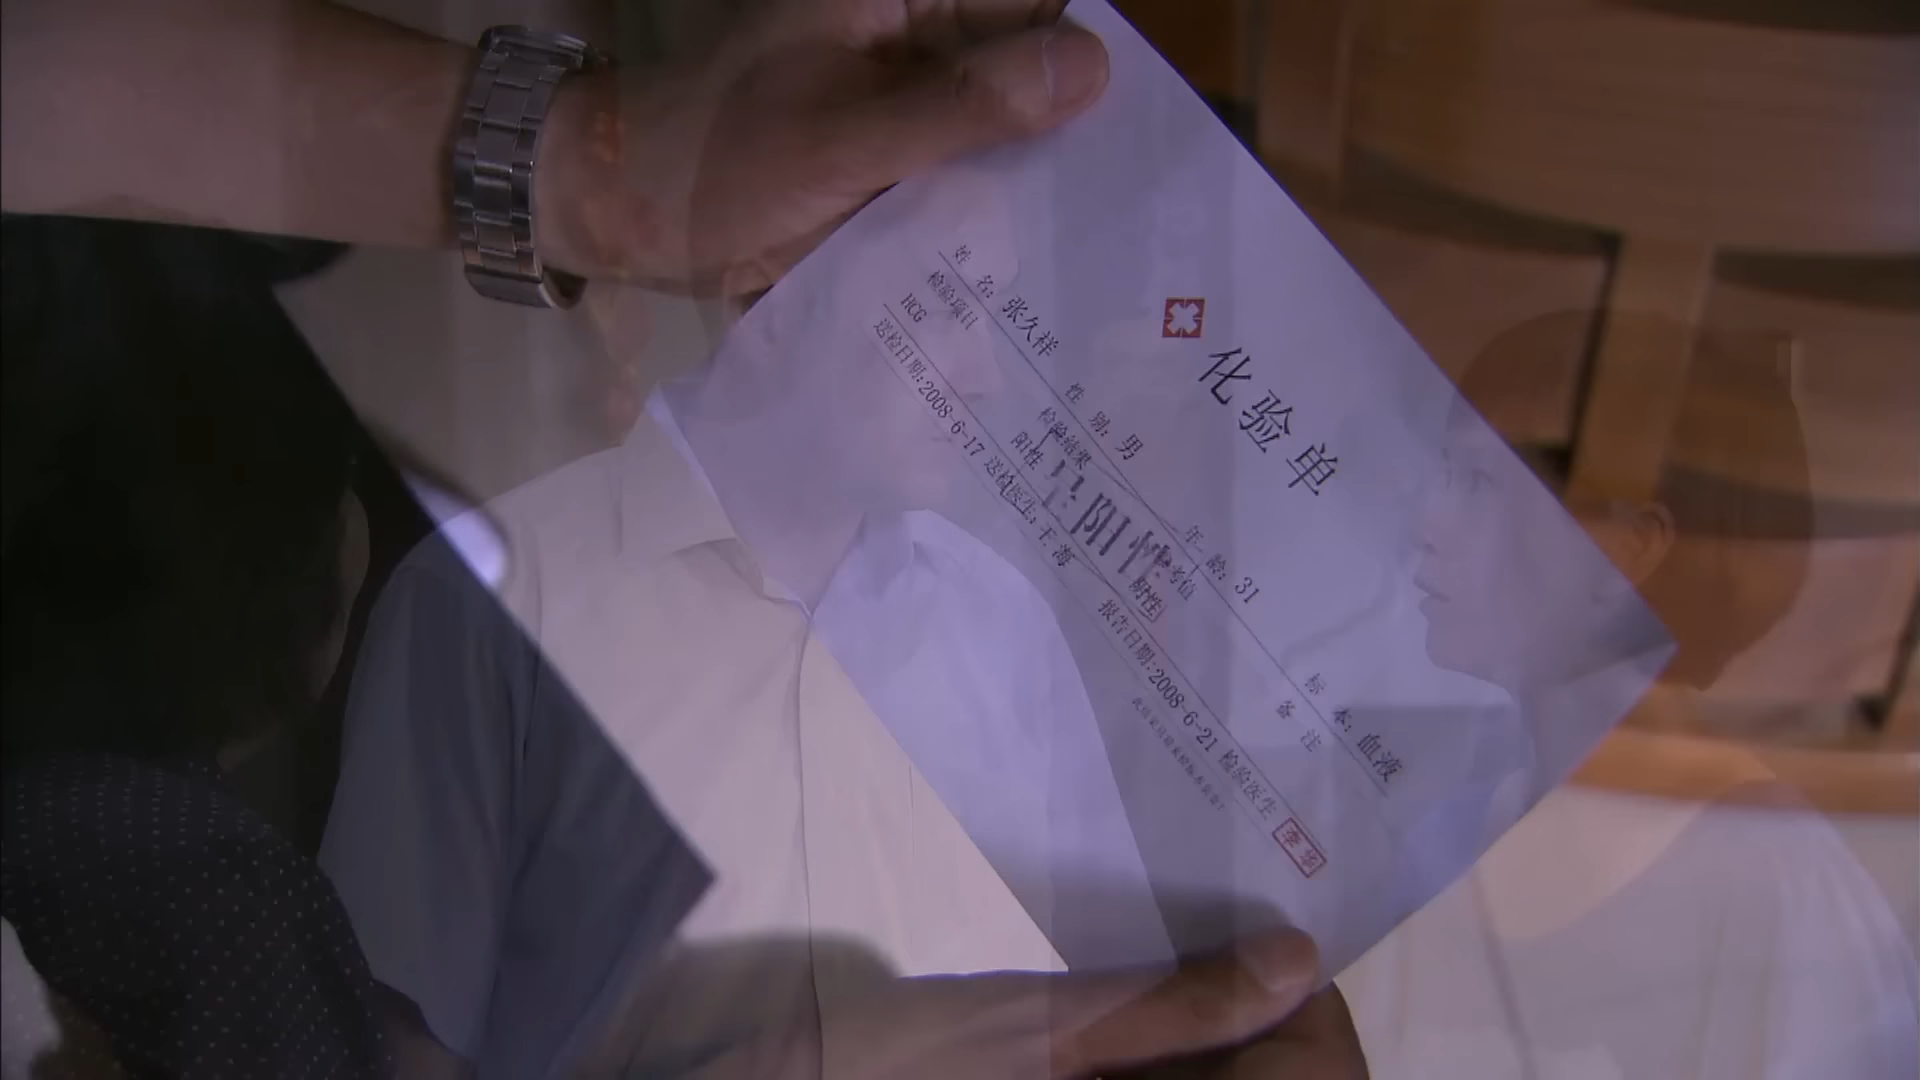 化验单
姓 名：张久祥 性 别：男 年 龄：31 标 本：血液
检验项目 检验结果 参考值 备 注
HCG 阳性 阴性
呈阳性
送检日期：2008-6-17 送检医生：于海 报告日期：2008-6-21 检验医生